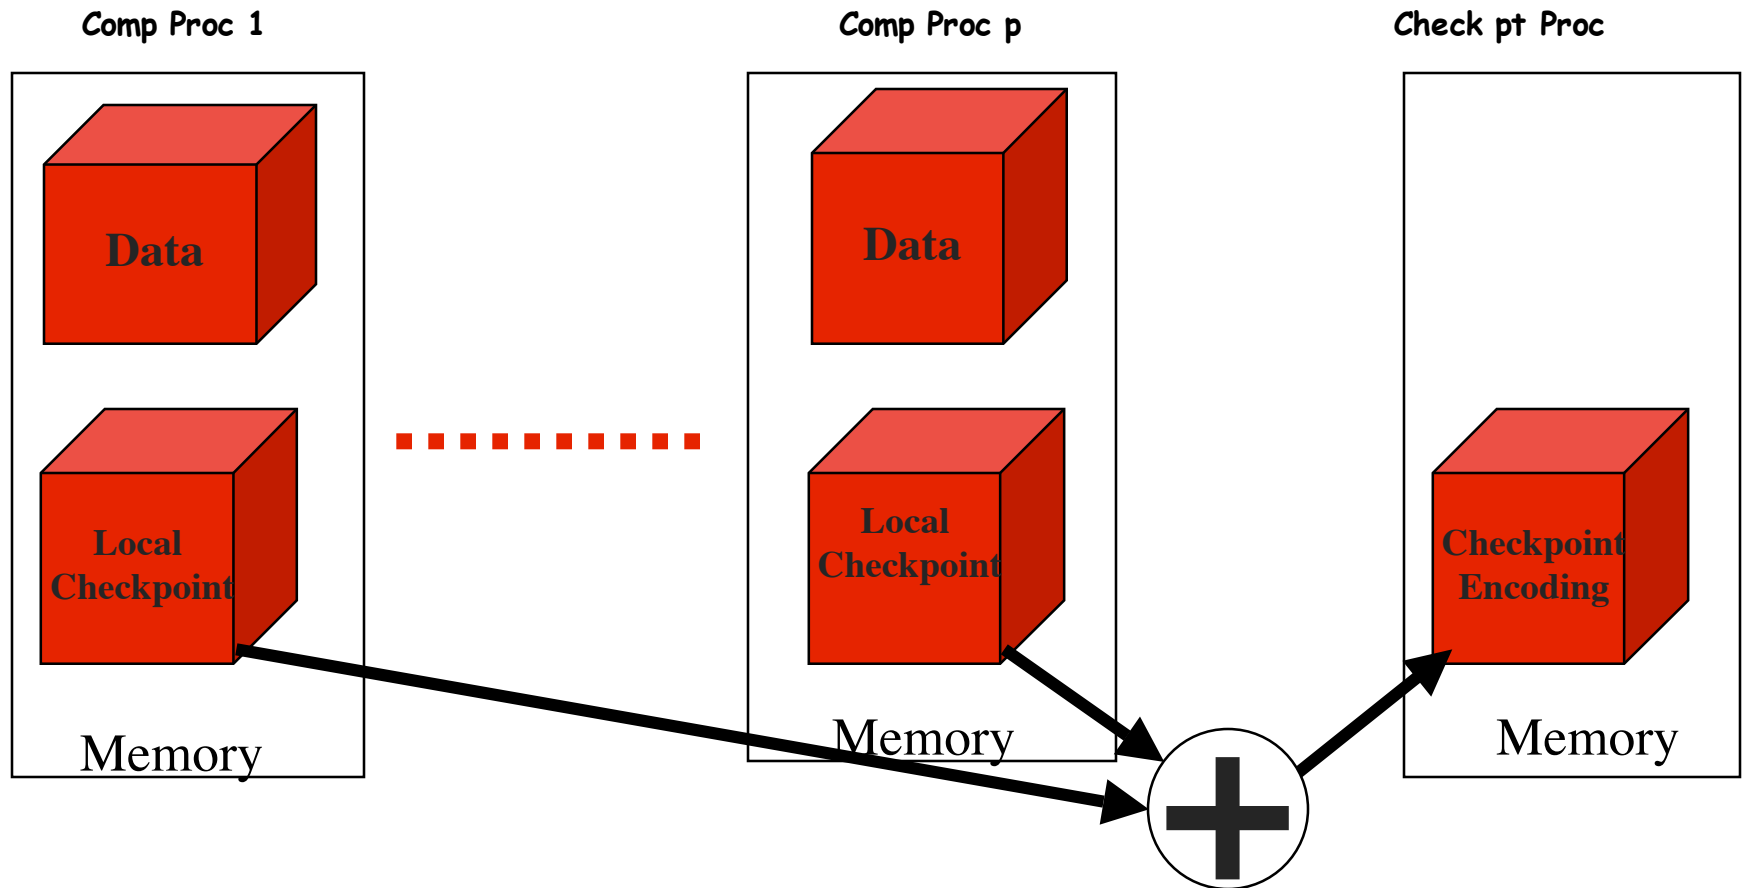 Comp Proc 1
Comp Proc p
Check pt Proc
Data
Data
Local
Checkpoint
Local
Checkpoint
Checkpoint
Encoding
Memory
Memory
Memory
+